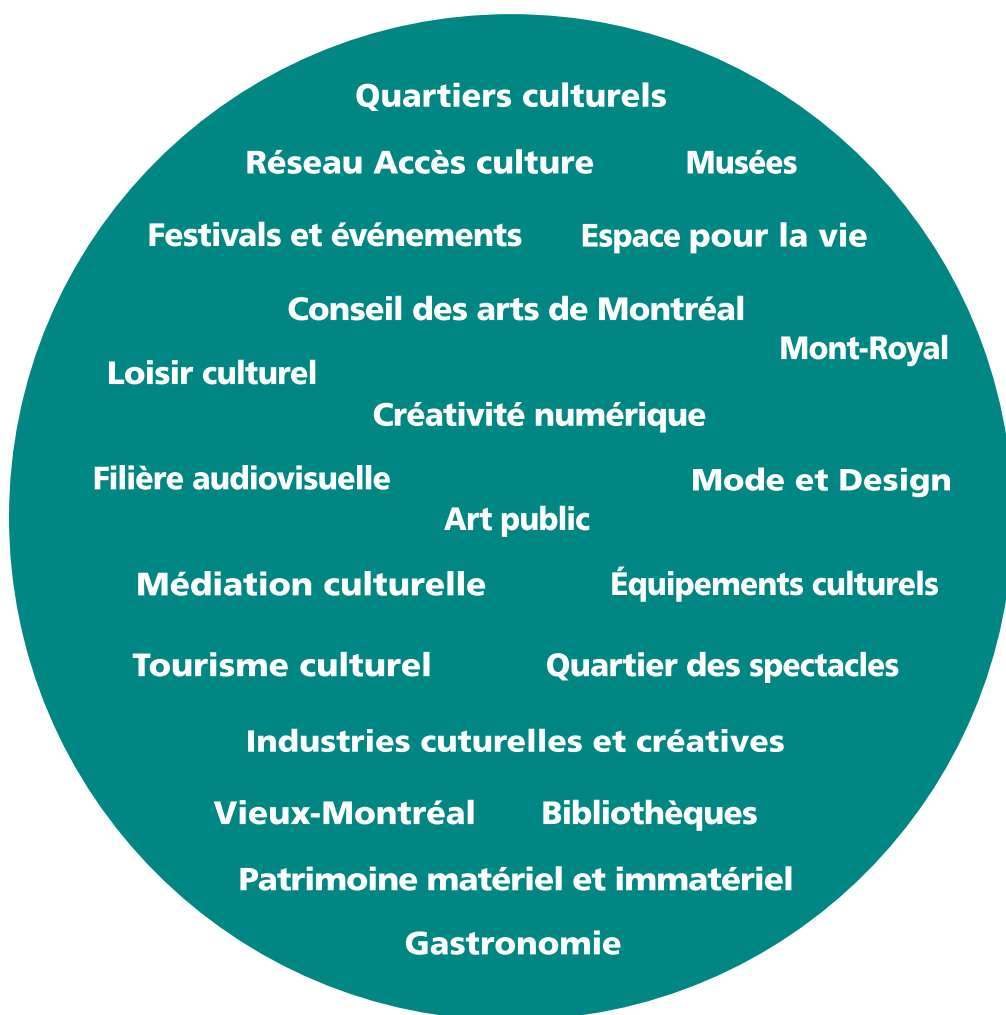 Quartiers culturels
Réseau Accès culture Musées
Festivals et événements Espace pour la vie
Conseil des arts de Montréal
Mont-Royal
Loisir culturel
Créativité numérique
Filière audiovisuelle Mode et Design
Art public
Médiation culturelle Équipements culturels
Tourisme culturel Quartier des spectacles
Industries cuturelles et créatives
Vieux-Montréal Bibliothèques
Patrimoine matériel et immatériel
Gastronomie